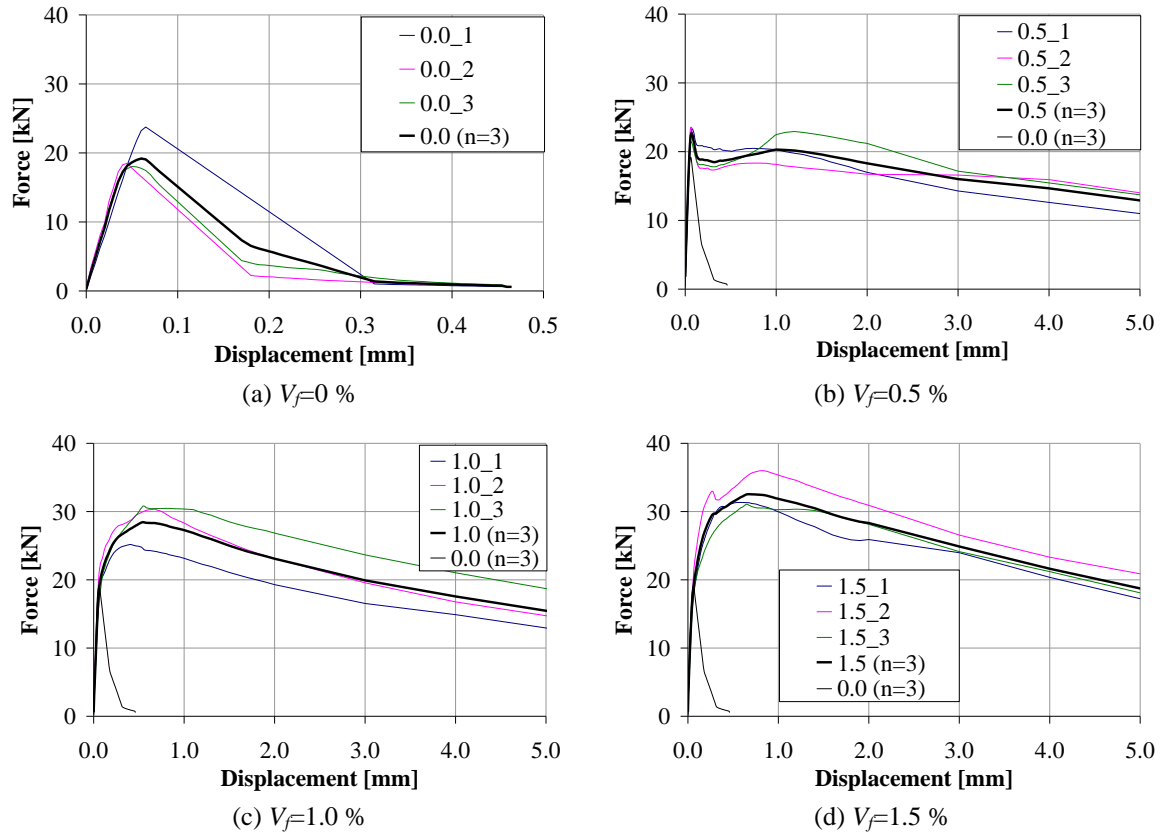 40
30
20
10
0
Force [kN]
0.0_1
0.0_2
0.0_3
0.0 (n=3)
0.0 0.1 0.2 0.3 0.4 0.5
Displacement [mm]
(a) Vf=0 %
40
30
20
10
0
Force [kN]
0.5_1
0.5_2
0.5_3
0.5 (n=3)
0.0 (n=3)
0.0 1.0 2.0 3.0 4.0 5.0
Displacement [mm]
(b) Vf=0.5 %
40
30
20
10
0
Force [kN]
1.0_1
1.0_2
1.0_3
1.0 (n=3)
0.0 (n=3)
0.0 1.0 2.0 3.0 4.0 5.0
Displacement [mm]
(c) Vf=1.0 %
40
30
20
10
0
Force [kN]
1.5_1
1.5_2
1.5_3
1.5 (n=3)
0.0 (n=3)
0.0 1.0 2.0 3.0 4.0 5.0
Displacement [mm]
(d) Vf=1.5 %